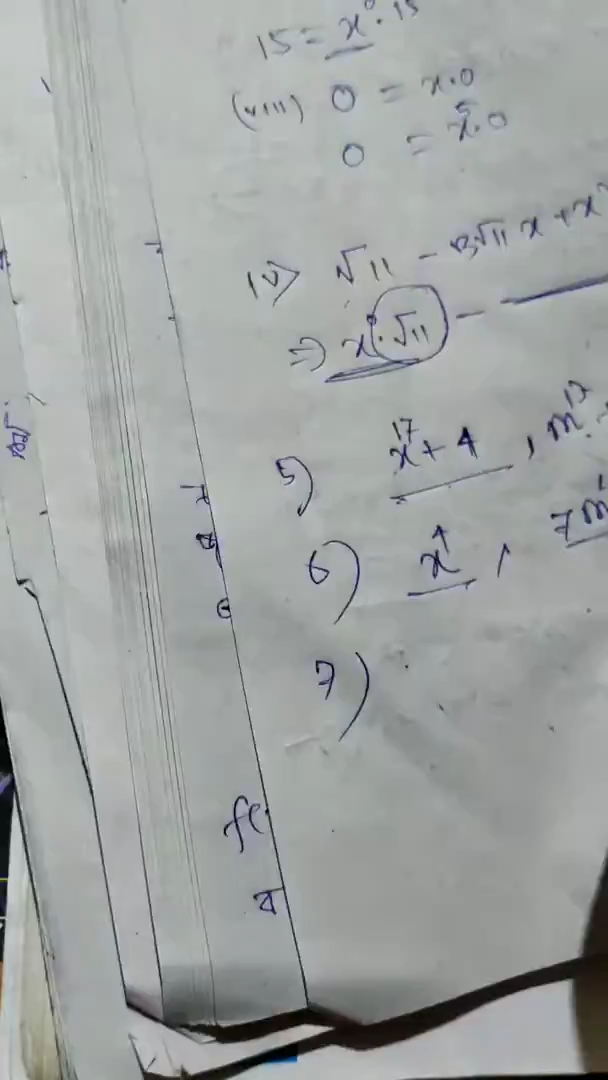 15 = x⁰·15
(viii) 0 = x·0
0 = x⁵·0
iv> √11 - 3√11 x + x
⇒ x⁰·√11 -
5) x¹⁷ + 4 , m¹⁷
6) x⁴ , 7m
7)
f(